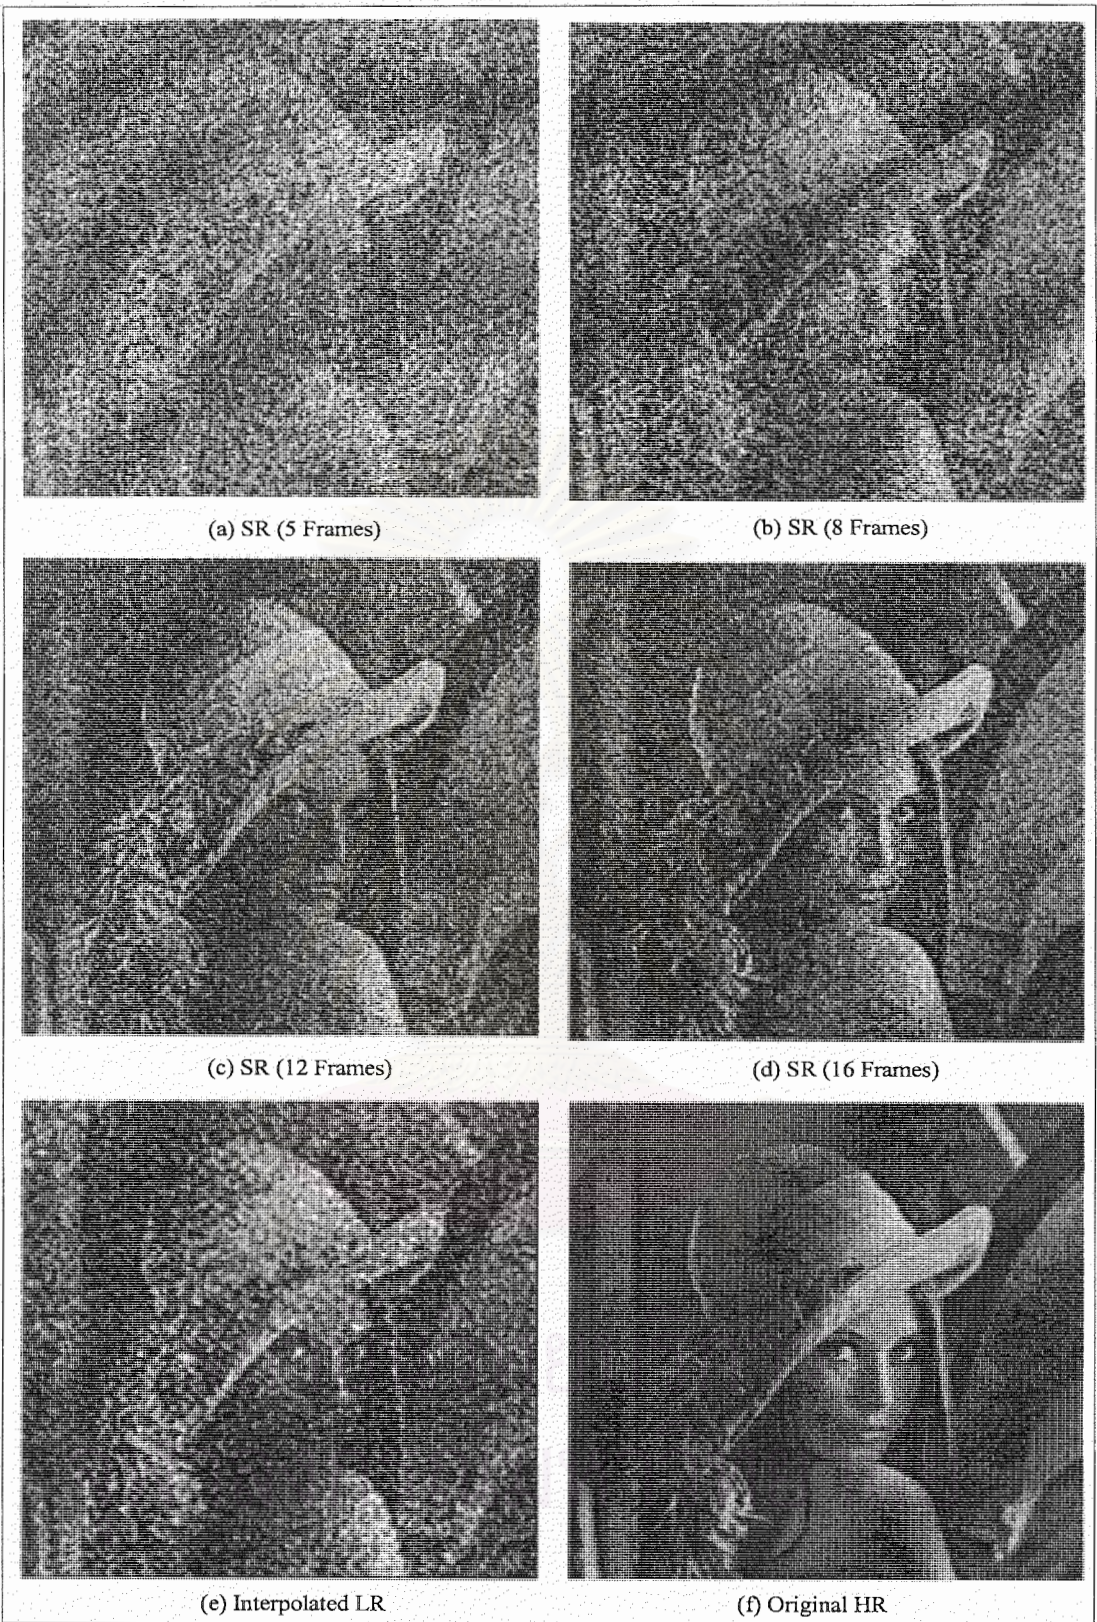 (a) SR (5 Frames)
(b) SR (8 Frames)
(c) SR (12 Frames)
(d) SR (16 Frames)
(e) Interpolated LR
(f) Original HR